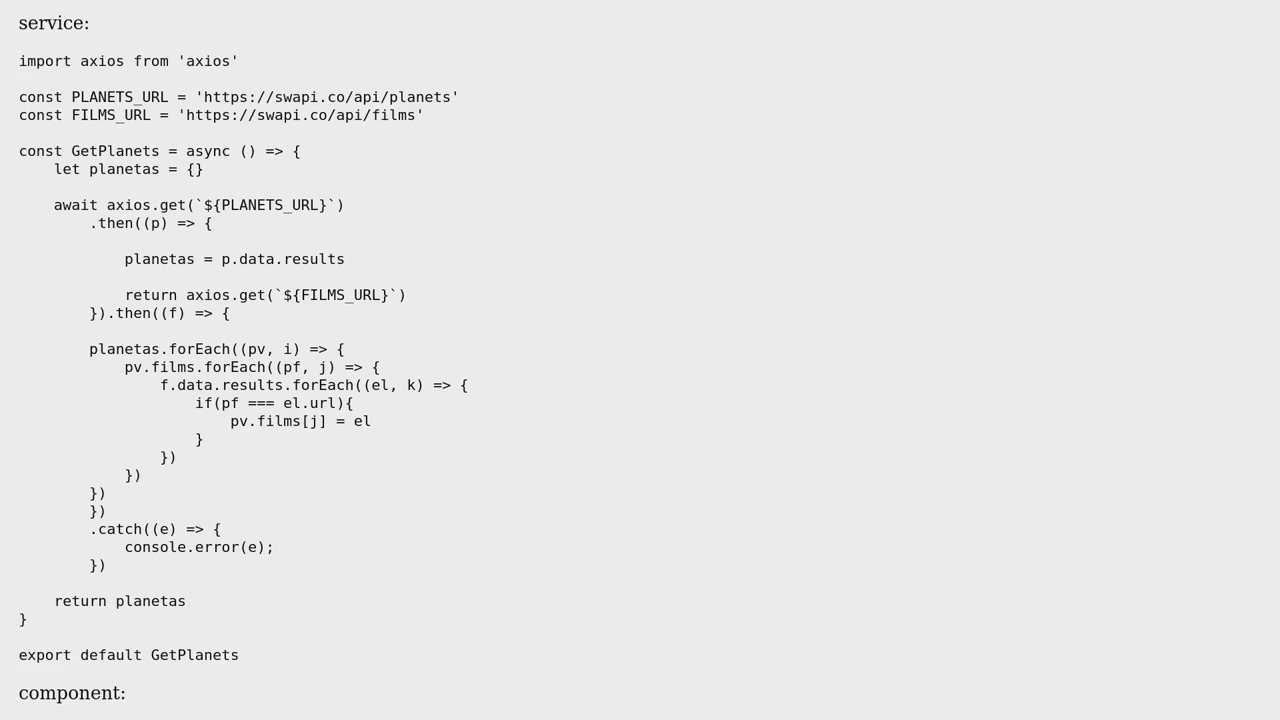 service:
import axios from 'axios'
const PLANETS_URL = 'https://swapi.co/api/planets'
const FILMS_URL = 'https://swapi.co/api/films'
const GetPlanets = async () => {
    let planetas = {}
    await axios.get(`${PLANETS_URL}`)
        .then((p) => {
            planetas = p.data.results
            return axios.get(`${FILMS_URL}`)
        }).then((f) => {
        planetas.forEach((pv, i) => {
            pv.films.forEach((pf, j) => {
                f.data.results.forEach((el, k) => {
                    if(pf === el.url){
                        pv.films[j] = el
                    }
                })
            })
        })
        })
        .catch((e) => {
            console.error(e);
        })
    return planetas
}
export default GetPlanets
component: